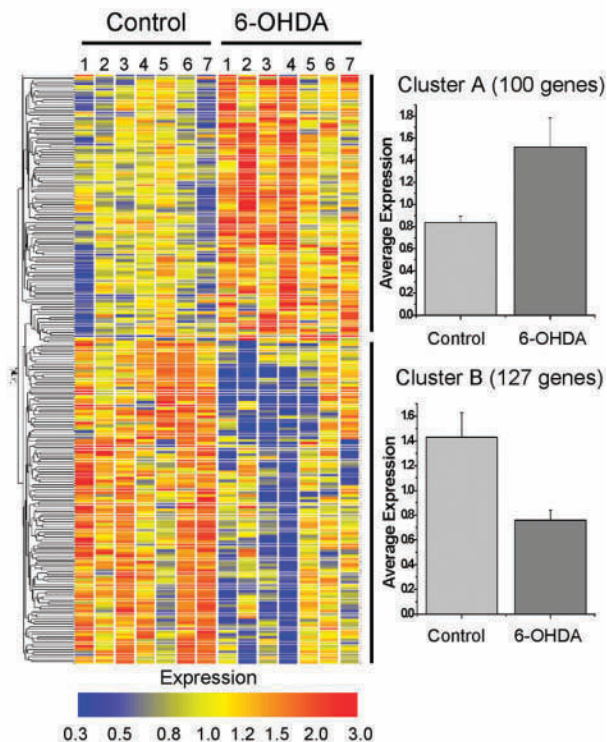 Control 6-OHDA
1 2 3 4 5 6 7 1 2 3 4 5 6 7
Cluster A (100 genes)
Average Expression
1.8
1.6
1.4
1.2
1.0
0.8
0.6
0.4
0.2
0.0
Control 6-OHDA
Cluster B (127 genes)
Average Expression
1.6
1.4
1.2
1.0
0.8
0.6
0.4
0.2
0.0
Control 6-OHDA
Expression
0.3 0.5 0.8 1.0 1.2 1.5 2.0 3.0